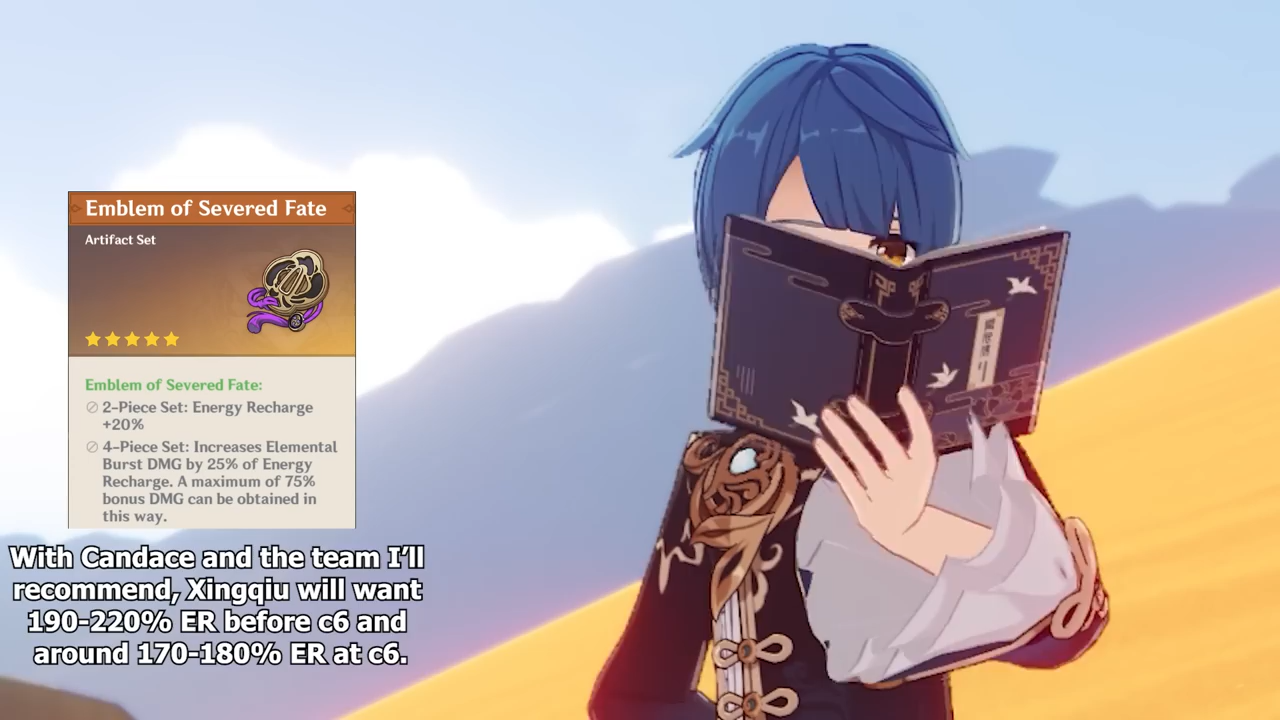 Emblem of Severed Fate
Artifact Set
Emblem of Severed Fate:
2-Piece Set: Energy Recharge
+20%
4-Piece Set: Increases Elemental
Burst DMG by 25% of Energy
Recharge. A maximum of 75%
bonus DMG can be obtained in
this way.
With Candace and the team I'll
recommend, Xingqiu will want
190-220% ER before c6 and
around 170-180% ER at c6.